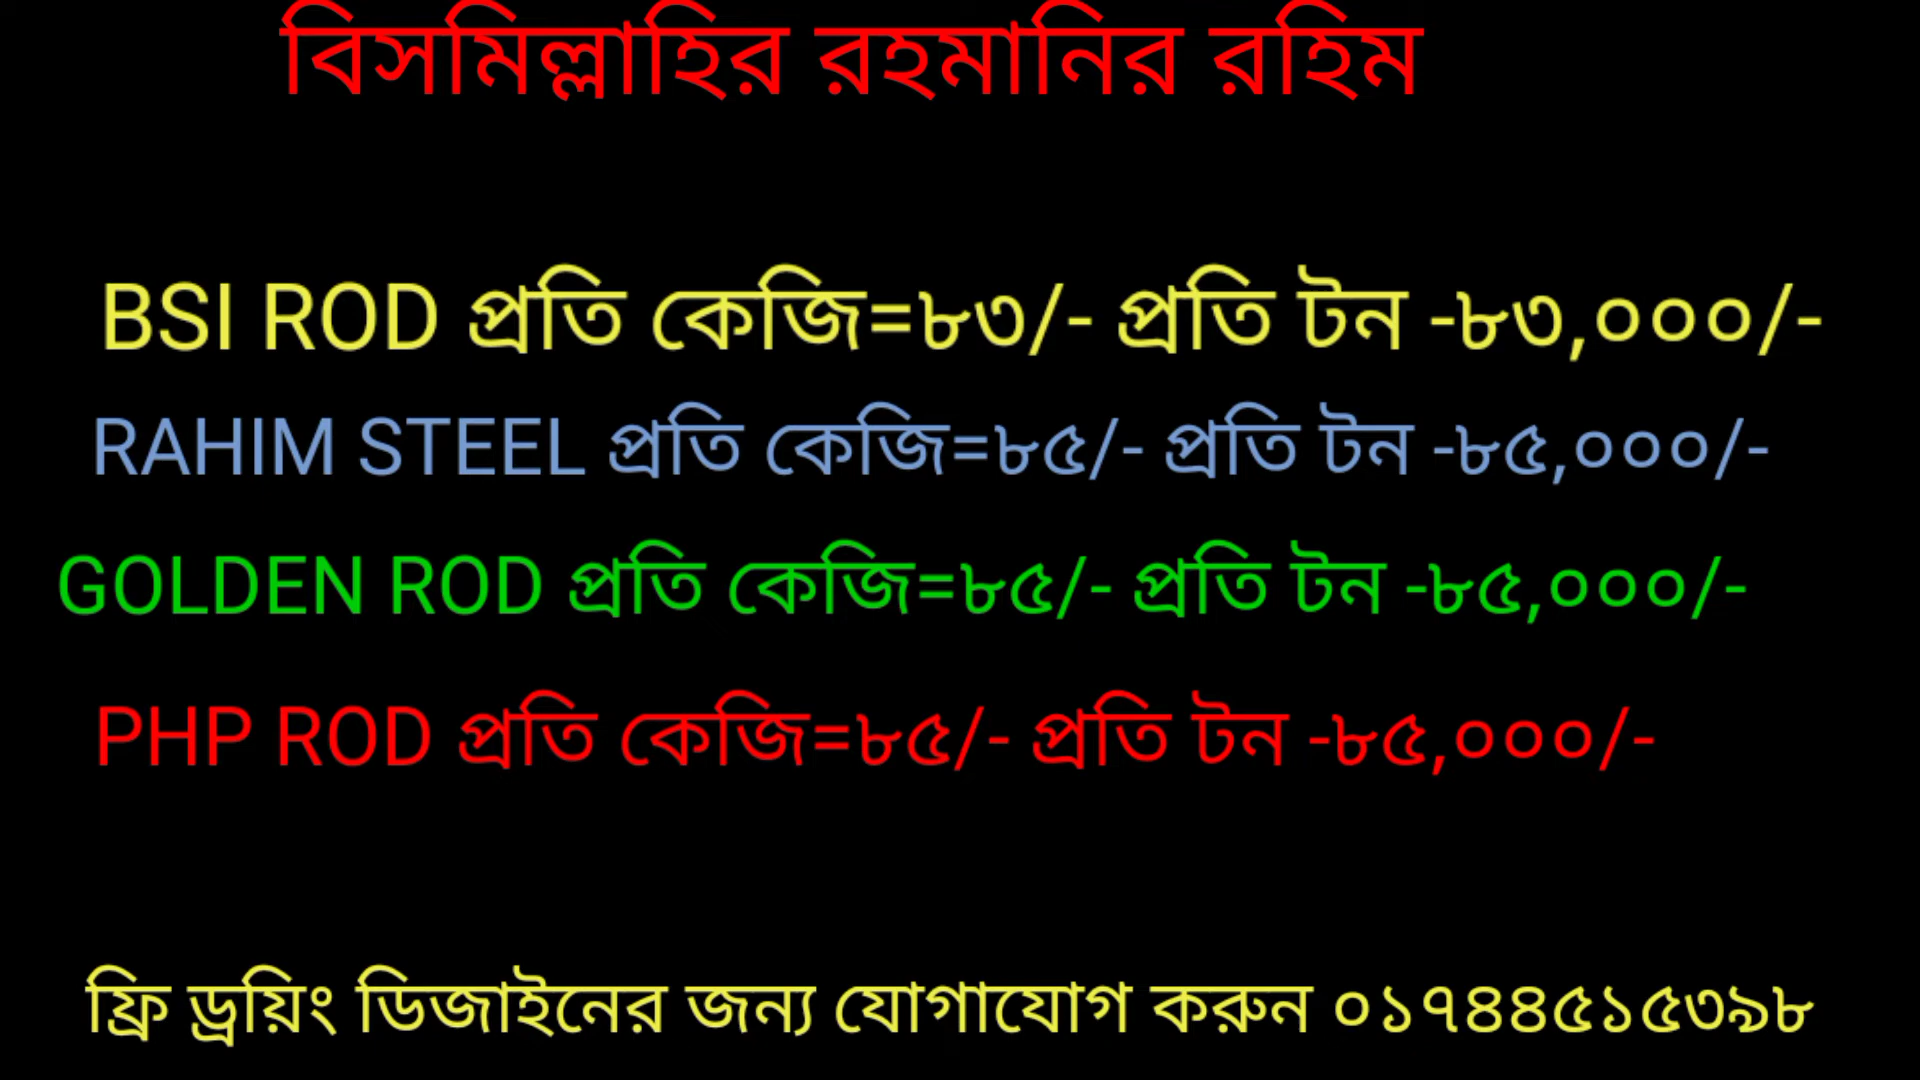 বিসমিল্লাহির রহমানির রহিম
BSI ROD প্রতি কেজি=৮৩/- প্রতি টন -৮৩,০০০/-
RAHIM STEEL প্রতি কেজি=৮৫/- প্রতি টন -৮৫,০০০/-
GOLDEN ROD প্রতি কেজি=৮৫/- প্রতি টন -৮৫,০০০/-
PHP ROD প্রতি কেজি=৮৫/- প্রতি টন -৮৫,০০০/-
ফ্রি ড্রয়িং ডিজাইনের জন্য যোগাযোগ করুন ০১৭৪৪৫১৫৩৯৮